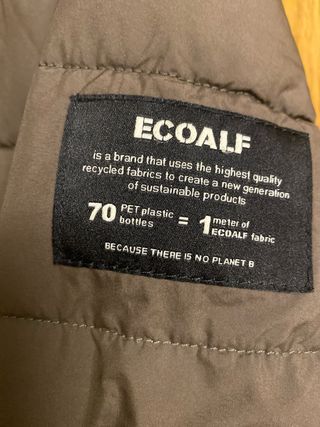 ECOALF
is a brand that uses the highest quality
recycled fabrics to create a new generation
of sustainable products
70 PET plastic bottles = 1 meter of ECOALF fabric
BECAUSE THERE IS NO PLANET B